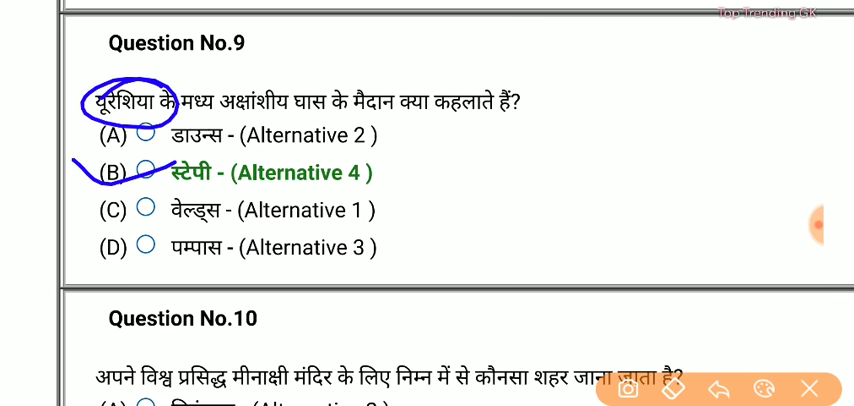 Top Trending GK
Question No.9
यूरेशिया के मध्य अक्षांशीय घास के मैदान क्या कहलाते हैं?
(A) डाउन्स - (Alternative 2 )
(B) स्टेपी - (Alternative 4 )
(C) वेल्ड्स - (Alternative 1 )
(D) पम्पास - (Alternative 3 )
Question No.10
अपने विश्व प्रसिद्ध मीनाक्षी मंदिर के लिए निम्न में से कौनसा शहर जाना जाता है?